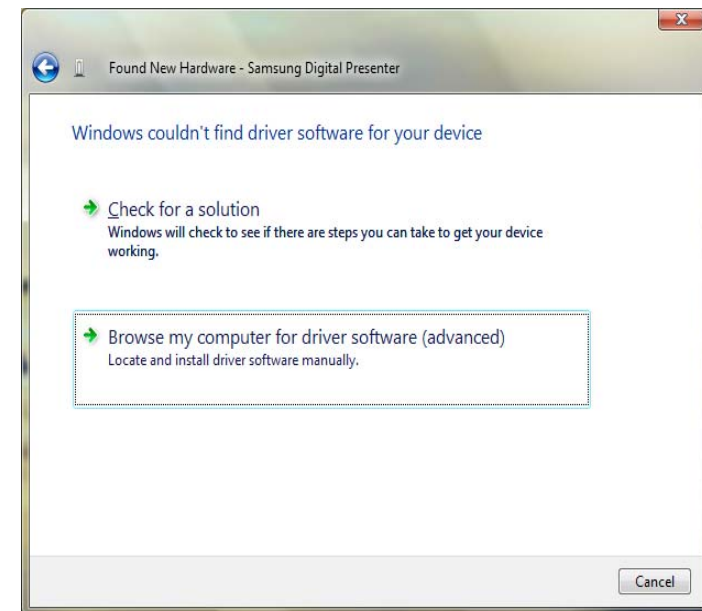 Found New Hardware - Samsung Digital Presenter
Windows couldn't find driver software for your device
Check for a solution
Windows will check to see if there are steps you can take to get your device
working.
Browse my computer for driver software (advanced)
Locate and install driver software manually.
Cancel